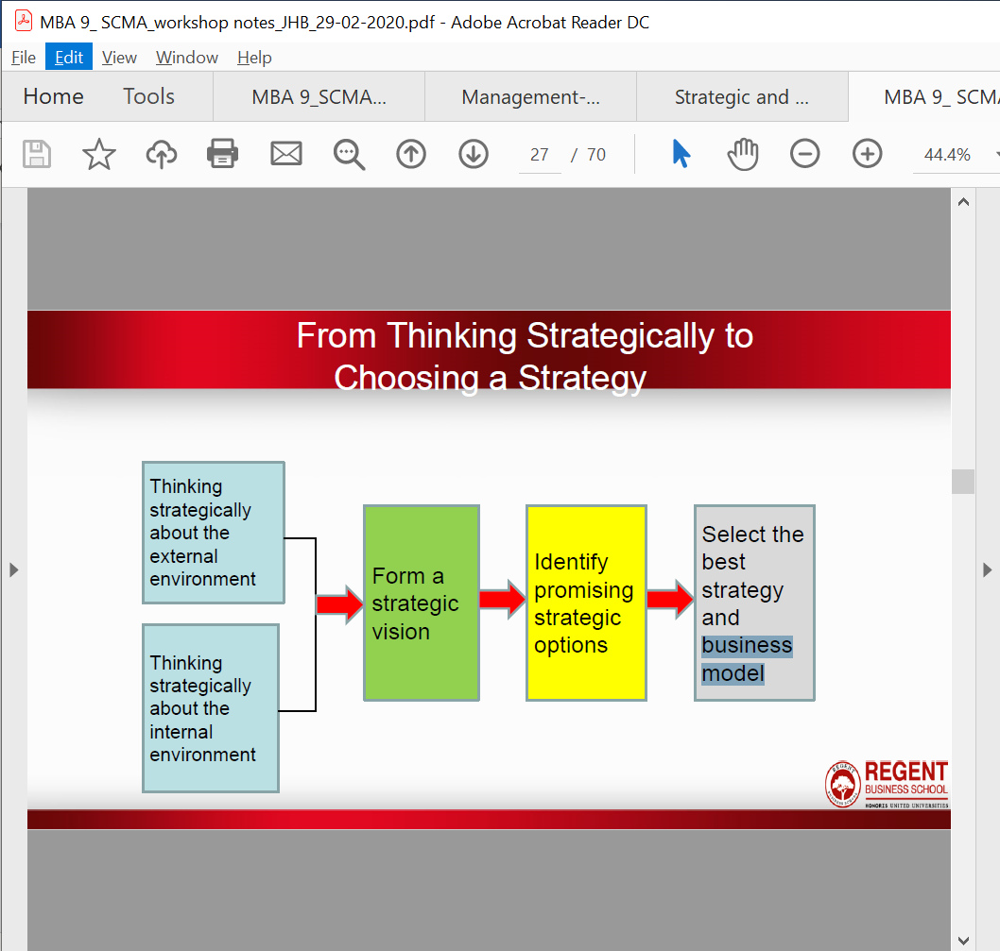 MBA 9_ SCMA_workshop notes_JHB_29-02-2020.pdf - Adobe Acrobat Reader DC
File Edit View Window Help
Home Tools MBA 9_SCMA... Management-... Strategic and ... MBA 9_ SCMA
27 / 70 44.4%
From Thinking Strategically to
Choosing a Strategy
Thinking
strategically
about the
external
environment
Thinking
strategically
about the
internal
environment
Form a
strategic
vision
Identify
promising
strategic
options
Select the
best
strategy
and
business
model
REGENT
BUSINESS SCHOOL
HONORIS UNITED UNIVERSITIES